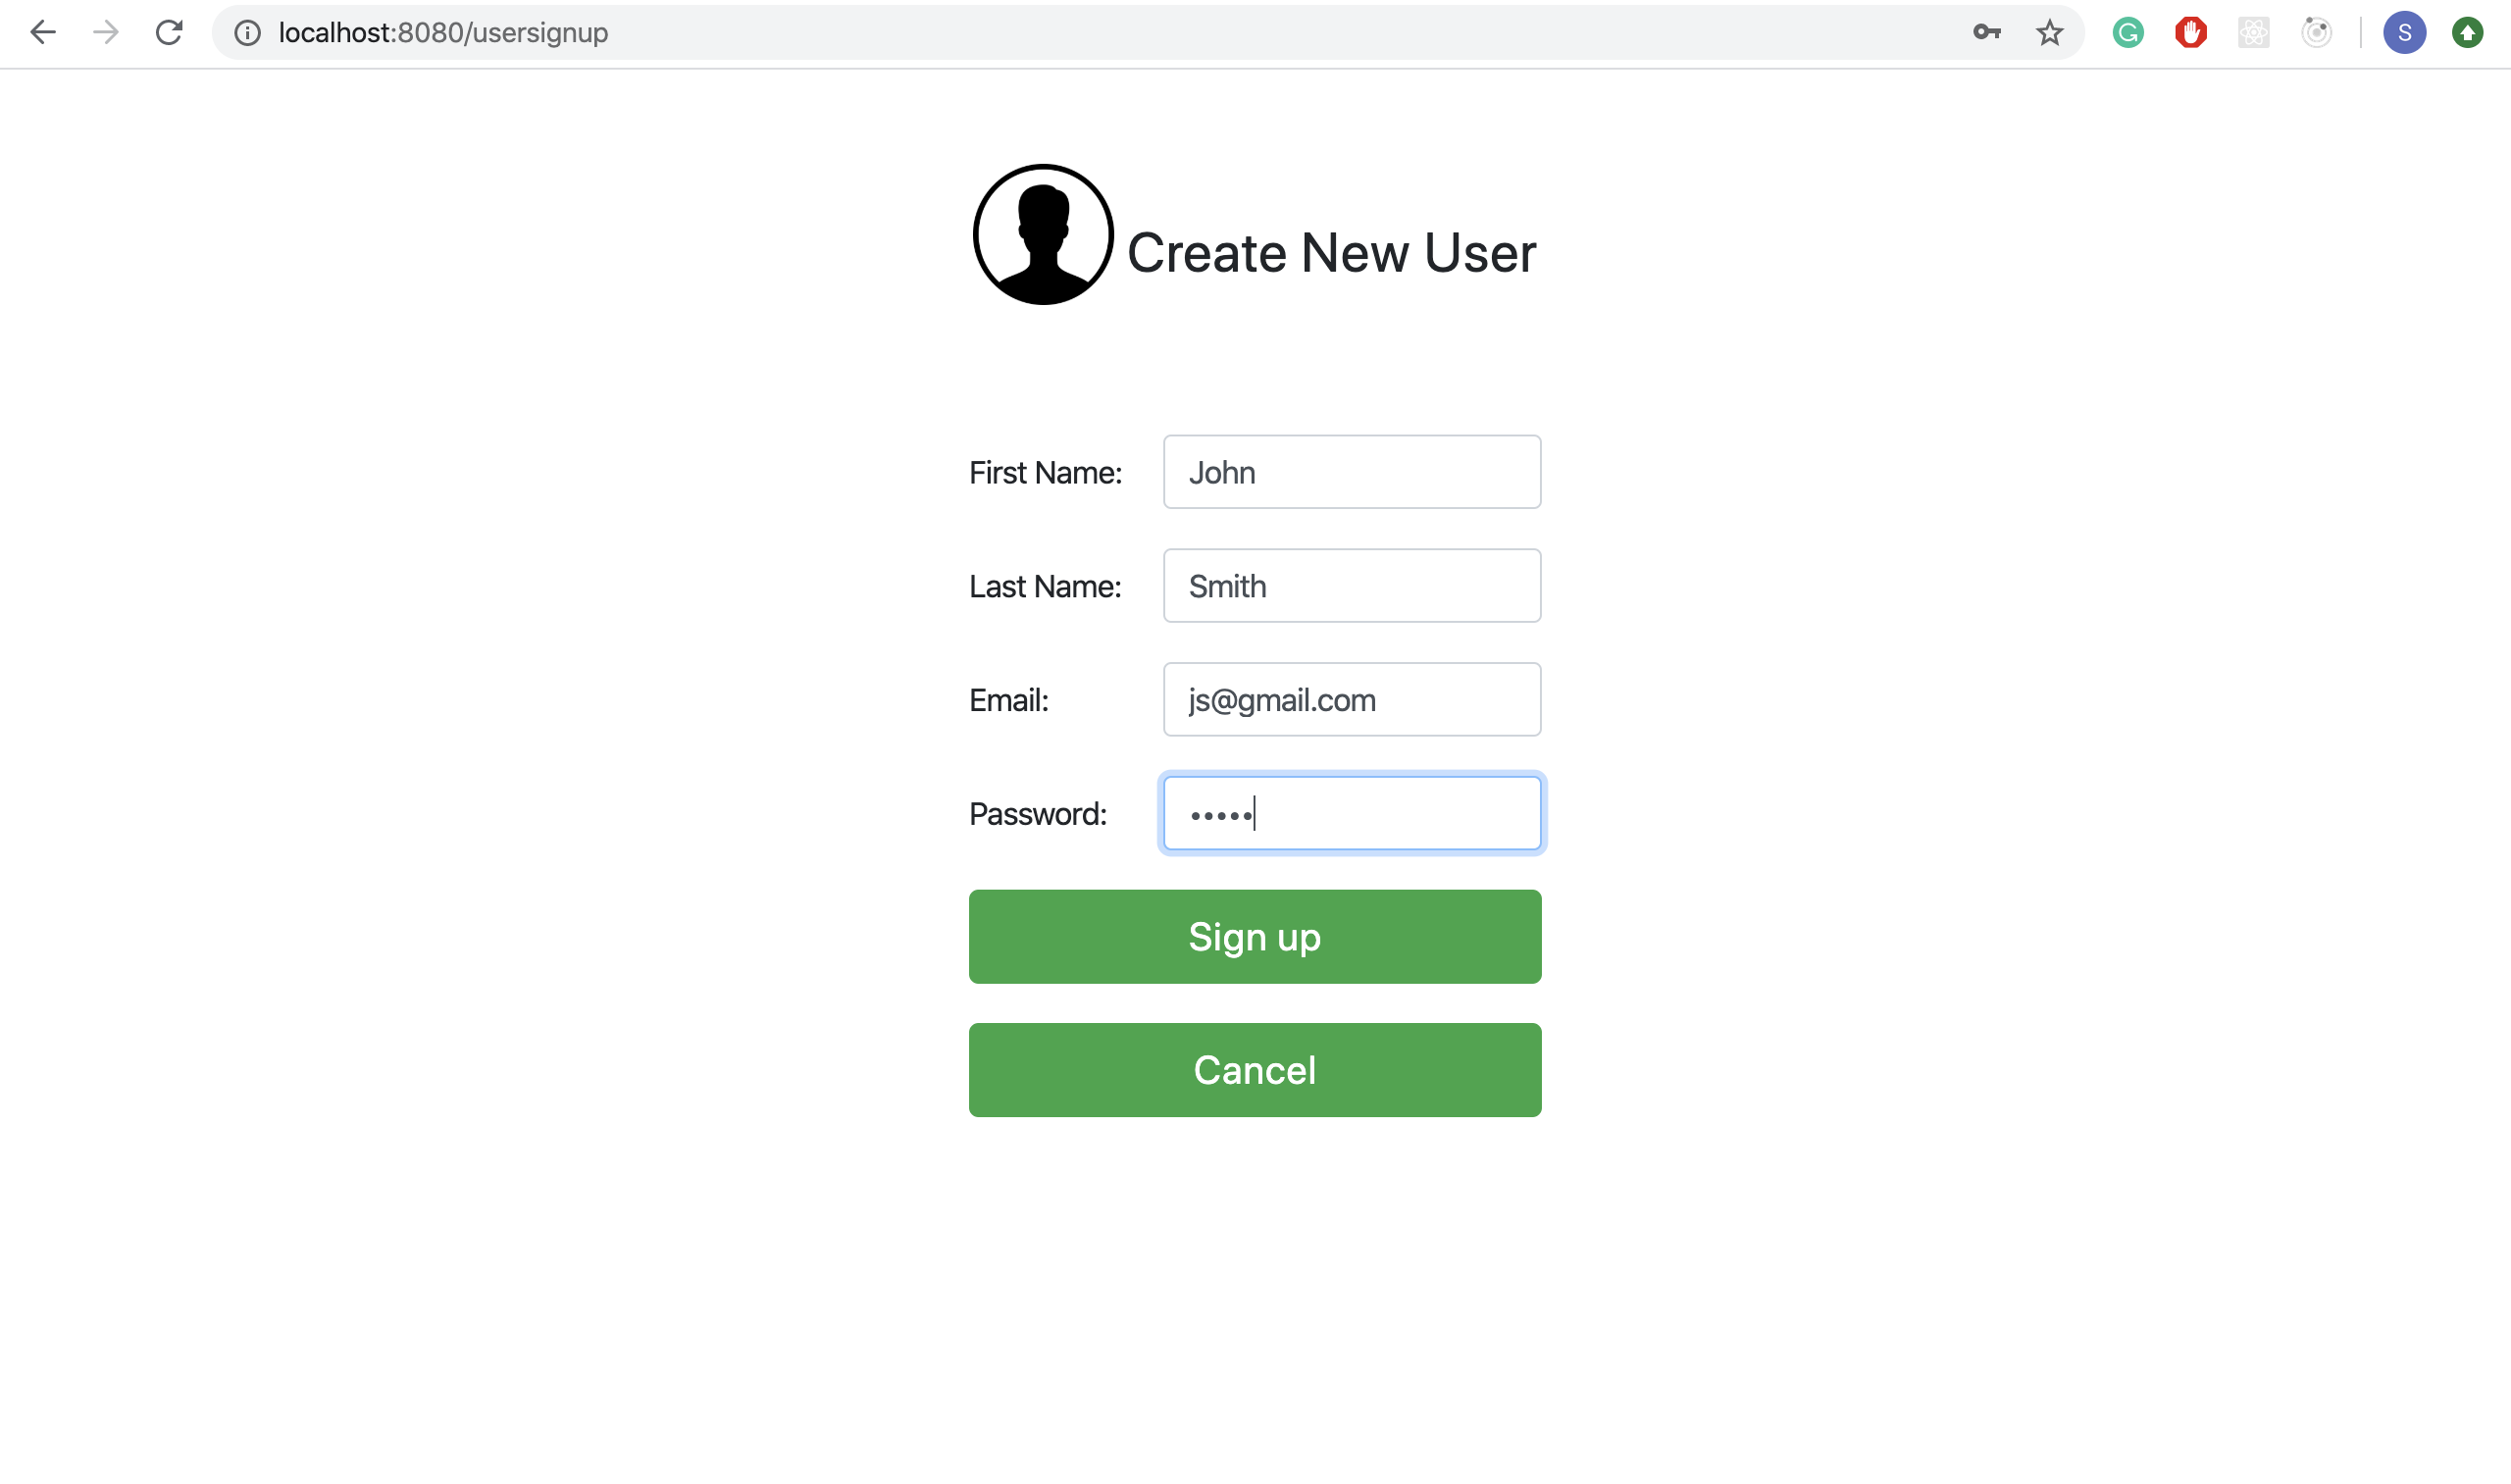 localhost:8080/usersignup
S
Create New User
First Name: John
Last Name: Smith
Email: js@gmail.com
Password: •••••
Sign up
Cancel